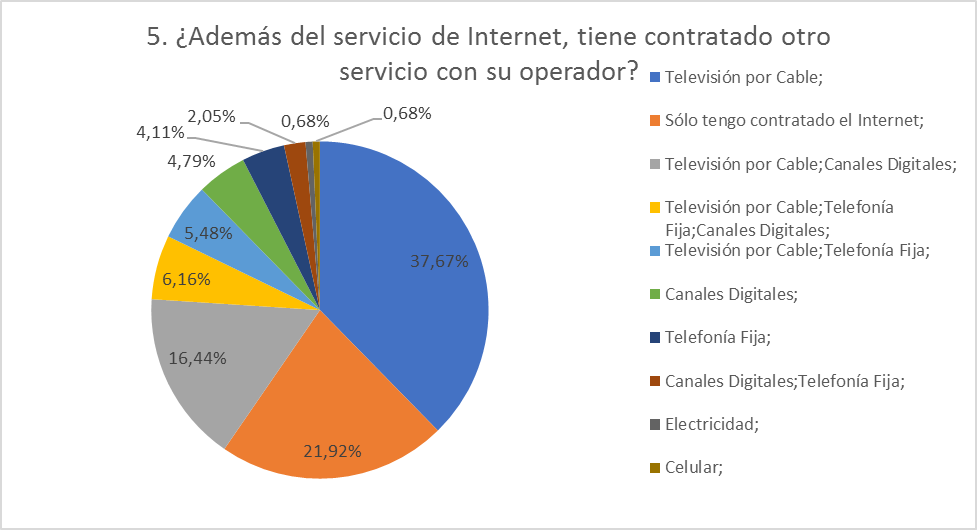 5. ¿Además del servicio de Internet, tiene contratado otro
servicio con su operador?
Televisión por Cable;
Sólo tengo contratado el Internet;
Televisión por Cable;Canales Digitales;
Televisión por Cable;Telefonía
Fija;Canales Digitales;
Televisión por Cable;Telefonía Fija;
Canales Digitales;
Telefonía Fija;
Canales Digitales;Telefonía Fija;
Electricidad;
Celular;
37,67%
21,92%
16,44%
6,16%
5,48%
4,79%
4,11%
2,05%
0,68%
0,68%